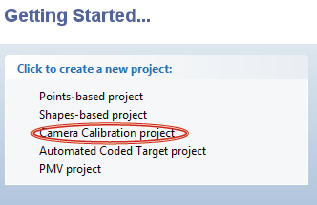 Getting Started...
Click to create a new project:
Points-based project
Shapes-based project
Camera Calibration project
Automated Coded Target project
PMV project